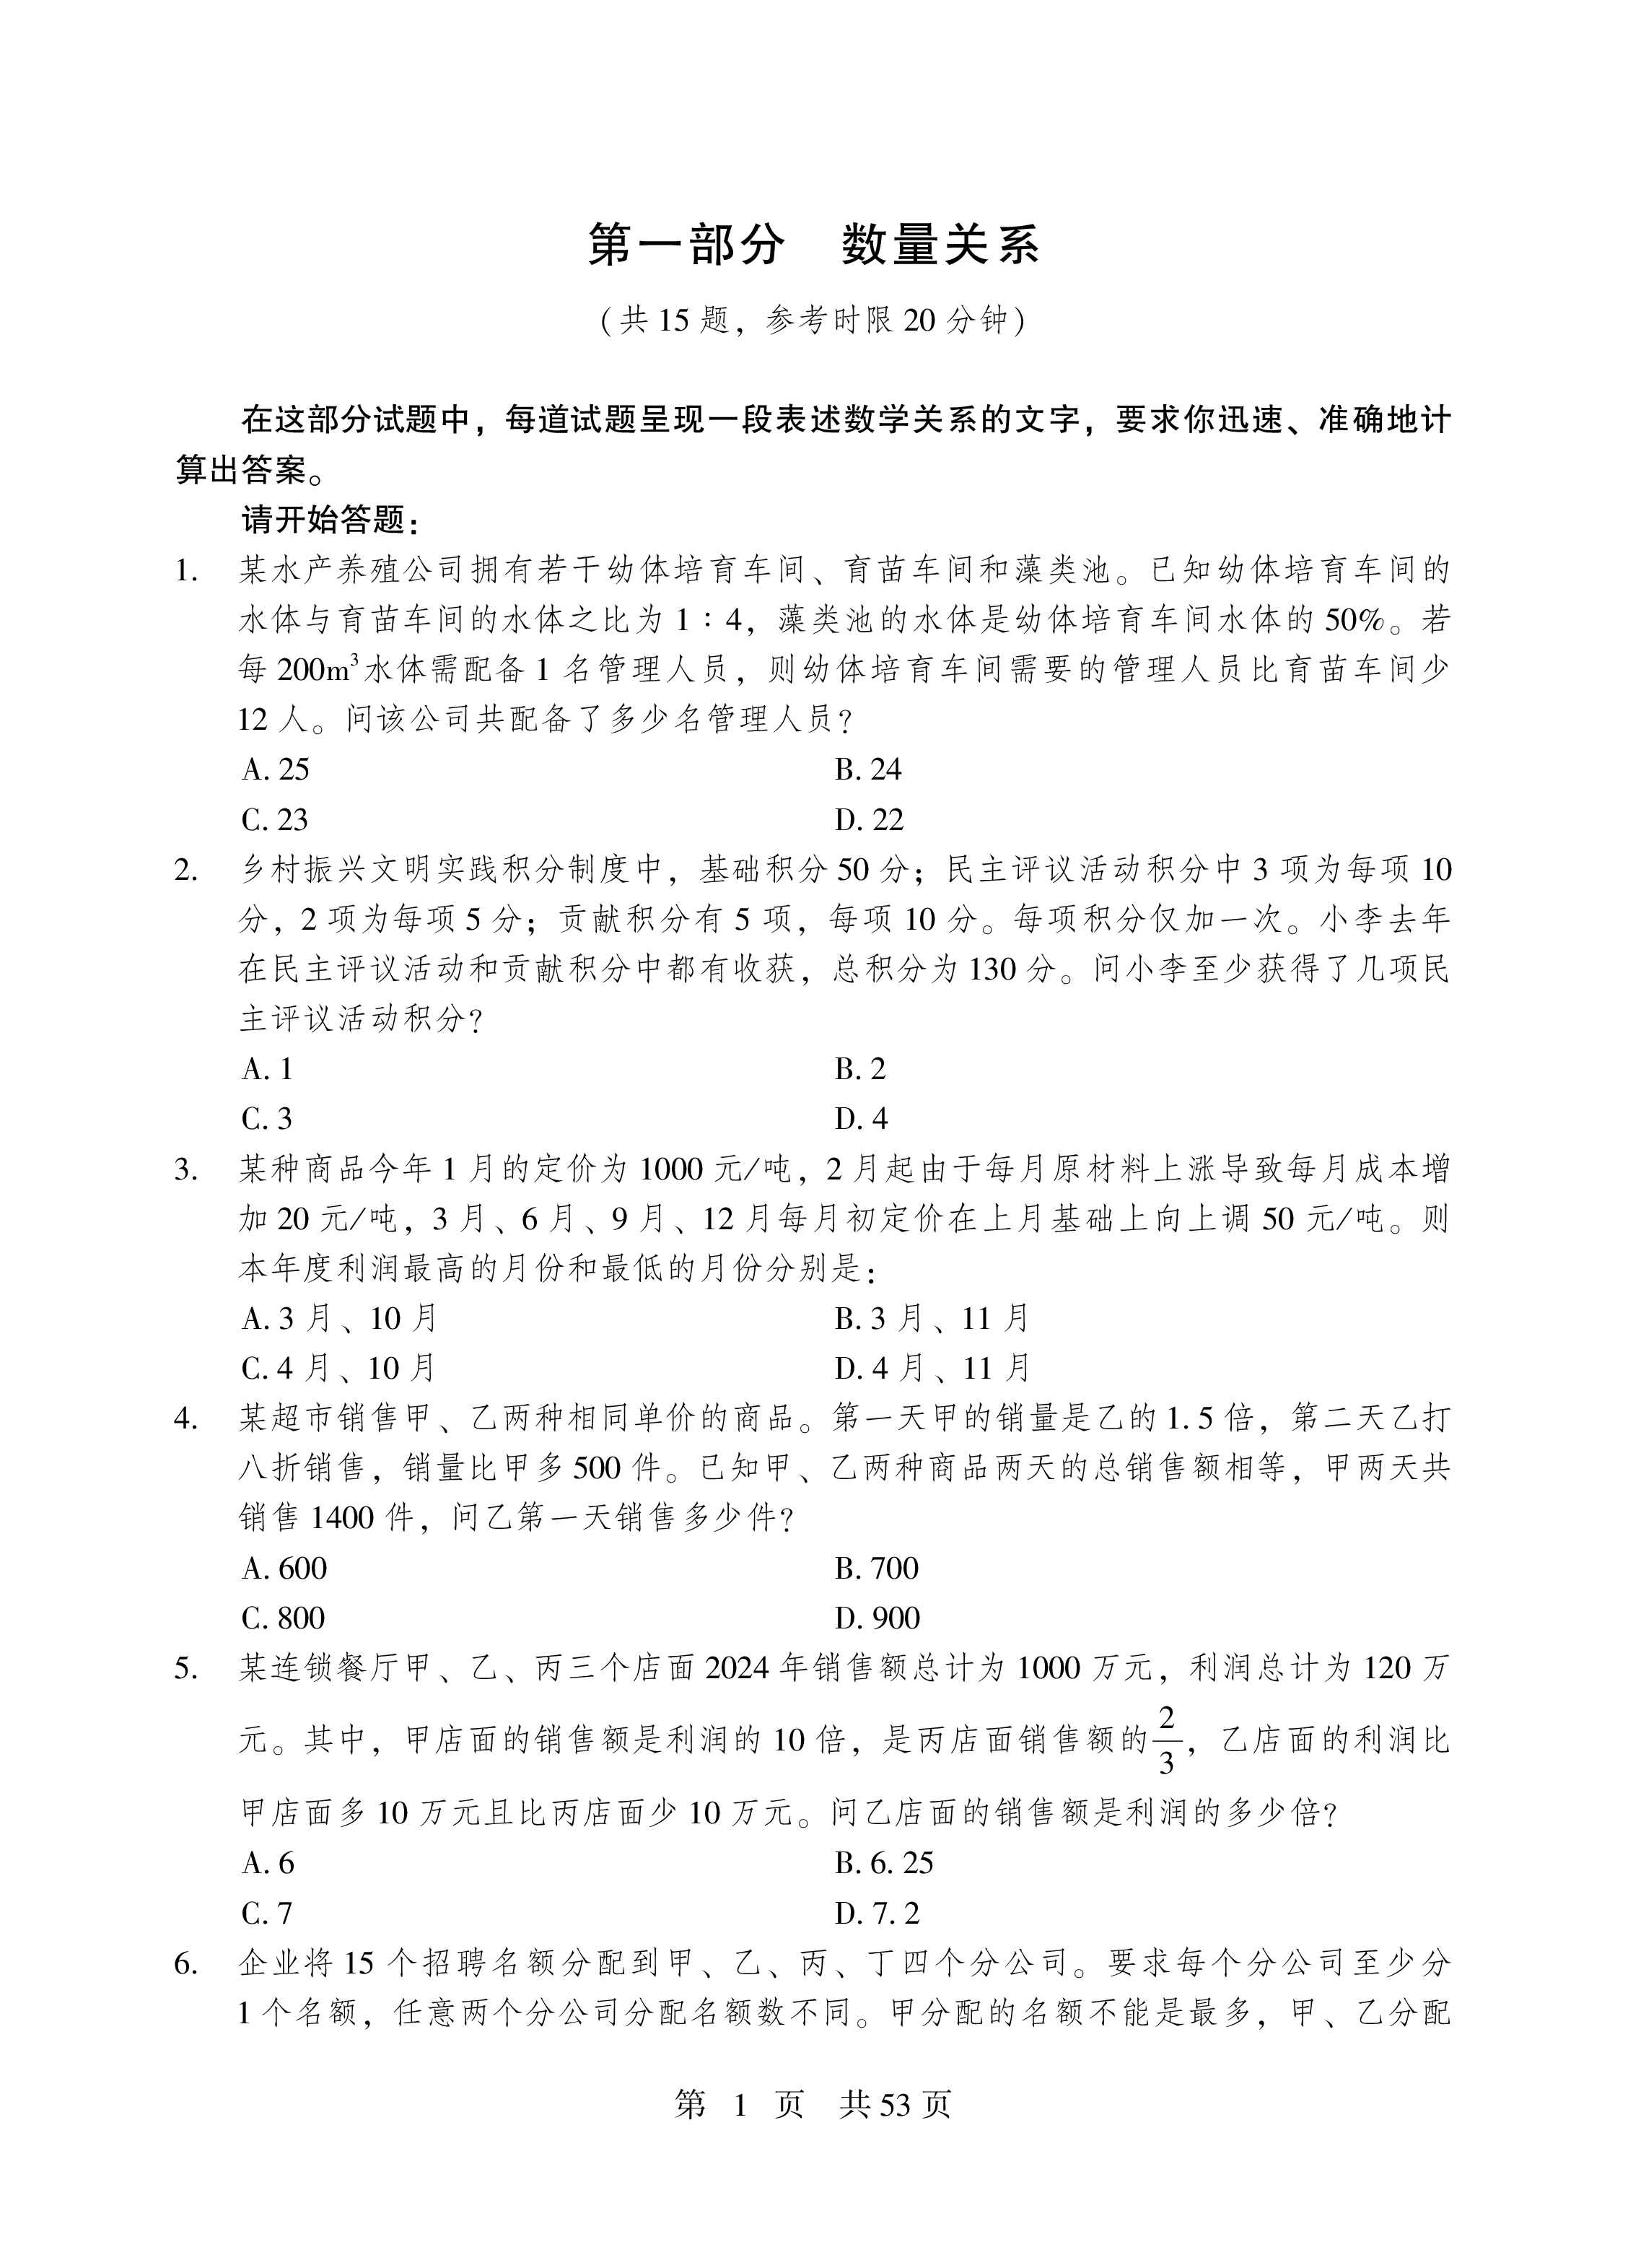 第一部分　数量关系
（共 15 题，参考时限 20 分钟）
在这部分试题中，每道试题呈现一段表述数学关系的文字，要求你迅速、准确地计
算出答案。
请开始答题：
1. 某水产养殖公司拥有若干幼体培育车间、育苗车间和藻类池。已知幼体培育车间的
水体与育苗车间的水体之比为 1∶4，藻类池的水体是幼体培育车间水体的 50%。若
每 200m³水体需配备 1 名管理人员，则幼体培育车间需要的管理人员比育苗车间少
12 人。问该公司共配备了多少名管理人员？
A. 25 B. 24
C. 23 D. 22
2. 乡村振兴文明实践积分制度中，基础积分 50 分；民主评议活动积分中 3 项为每项 10
分，2 项为每项 5 分；贡献积分有 5 项，每项 10 分。每项积分仅加一次。小李去年
在民主评议活动和贡献积分中都有收获，总积分为 130 分。问小李至少获得了几项民
主评议活动积分？
A. 1 B. 2
C. 3 D. 4
3. 某种商品今年 1 月的定价为 1000 元/吨，2 月起由于每月原材料上涨导致每月成本增
加 20 元/吨，3 月、6 月、9 月、12 月每月初定价在上月基础上向上调 50 元/吨。则
本年度利润最高的月份和最低的月份分别是：
A. 3 月、10 月 B. 3 月、11 月
C. 4 月、10 月 D. 4 月、11 月
4. 某超市销售甲、乙两种相同单价的商品。第一天甲的销量是乙的 1. 5 倍，第二天乙打
八折销售，销量比甲多 500 件。已知甲、乙两种商品两天的总销售额相等，甲两天共
销售 1400 件，问乙第一天销售多少件？
A. 600 B. 700
C. 800 D. 900
5. 某连锁餐厅甲、乙、丙三个店面 2024 年销售额总计为 1000 万元，利润总计为 120 万
元。其中，甲店面的销售额是利润的 10 倍，是丙店面销售额的2/3，乙店面的利润比
甲店面多 10 万元且比丙店面少 10 万元。问乙店面的销售额是利润的多少倍？
A. 6 B. 6. 25
C. 7 D. 7. 2
6. 企业将 15 个招聘名额分配到甲、乙、丙、丁四个分公司。要求每个分公司至少分
1 个名额，任意两个分公司分配名额数不同。甲分配的名额不能是最多，甲、乙分配
第 1 页 共 53 页